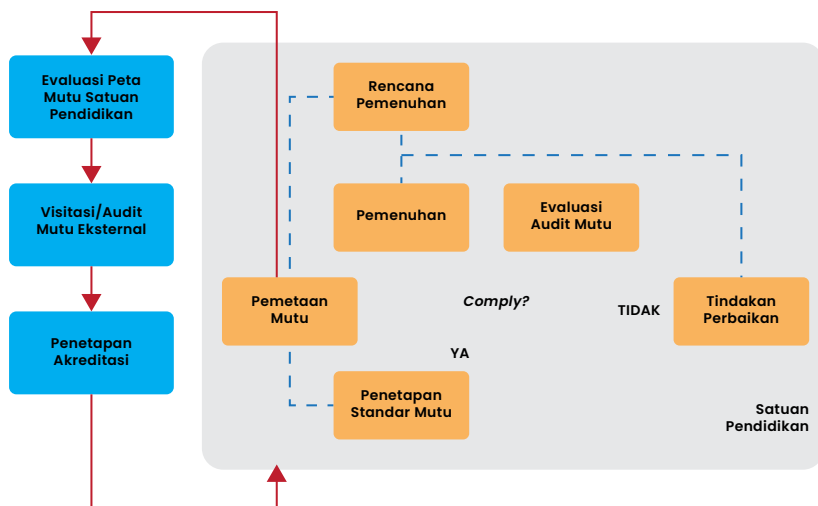 Evaluasi Peta
Mutu Satuan
Pendidikan
Visitasi/Audit
Mutu Eksternal
Penetapan
Akreditasi
Rencana
Pemenuhan
Pemenuhan
Evaluasi
Audit Mutu
Pemetaan
Mutu
Comply?
TIDAK
Tindakan
Perbaikan
YA
Penetapan
Standar Mutu
Satuan
Pendidikan